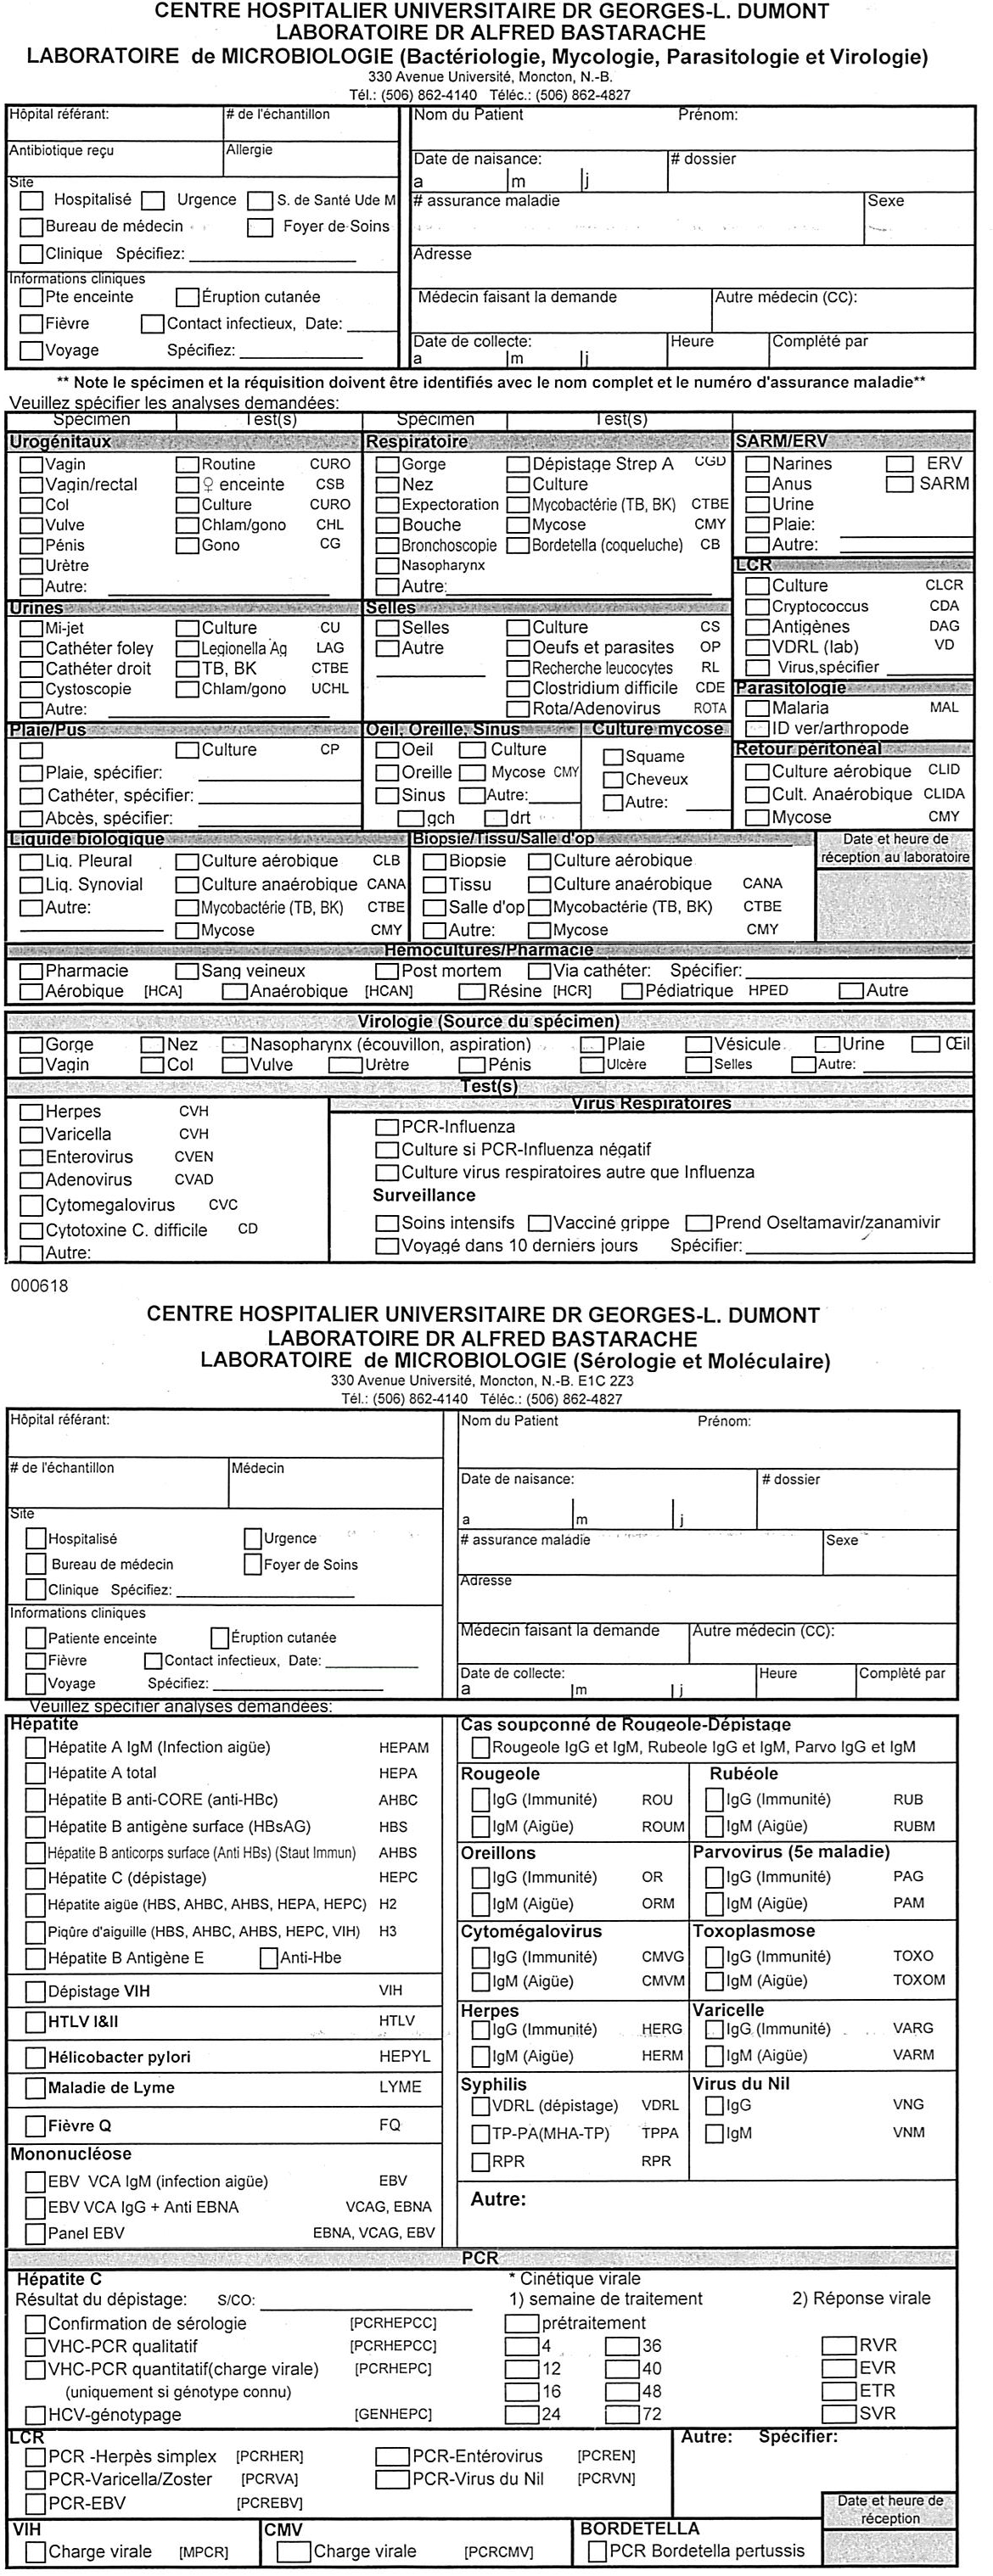 CENTRE HOSPITALIER UNIVERSITAIRE DR GEORGES-L. DUMONT
LABORATOIRE DR ALFRED BASTARACHE
LABORATOIRE de MICROBIOLOGIE (Bactériologie, Mycologie, Parasitologie et Virologie)
330 Avenue Université, Moncton, N.-B.
Tél.: (506) 862-4140 Téléc.: (506) 862-4827
Hôpital référant: # de l'échantillon Nom du Patient Prénom:
Antibiotique reçu Allergie Date de naisance: # dossier
a m j
Site
Hospitalisé Urgence S. de Santé Ude M # assurance maladie Sexe
Bureau de médecin Foyer de Soins
Clinique Spécifiez: Adresse
Informations cliniques
Pte enceinte Éruption cutanée Médecin faisant la demande Autre médecin (CC):
Fièvre Contact infectieux, Date:
Voyage Spécifiez: Date de collecte: Heure Complété par
a m j
** Note le spécimen et la réquisition doivent être identifiés avec le nom complet et le numéro d'assurance maladie**
Veuillez spécifier les analyses demandées:
Spécimen Test(s) Spécimen Test(s)
Urogénitaux Respiratoire SARM/ERV
Vagin Routine CURO Gorge Dépistage Strep A CGD Narines ERV
Vagin/rectal ♀ enceinte CSB Nez Culture Anus SARM
Col Culture CURO Expectoration Mycobactérie (TB, BK) CTBE Urine
Vulve Chlam/gono CHL Bouche Mycose CMY Plaie:
Pénis Gono CG Bronchoscopie Bordetella (coqueluche) CB Autre:
Urètre Nasopharynx LCR
Autre: Autre: Culture CLCR
Urines Selles Cryptococcus CDA
Mi-jet Culture CU Selles Culture CS Antigènes DAG
Cathéter foley Legionella Ag LAG Autre Oeufs et parasites OP VDRL (lab) VD
Cathéter droit TB, BK CTBE Recherche leucocytes RL Virus,spécifier
Cystoscopie Chlam/gono UCHL Clostridium difficile CDE Parasitologie
Autre: Rota/Adenovirus ROTA Malaria MAL
Plaie/Pus Oeil, Oreille, Sinus Culture mycose ID ver/arthropode
Culture CP Oeil Culture Squame Retour péritonéal
Plaie, spécifier: Oreille Mycose CMY Cheveux Culture aérobique CLID
Cathéter, spécifier: Sinus Autre: Autre: Cult. Anaérobique CLIDA
Abcès, spécifier: gch drt Mycose CMY
Liquide biologique Biopsie/Tissu/Salle d'op Date et heure de
Liq. Pleural Culture aérobique CLB Biopsie Culture aérobique réception au laboratoire
Liq. Synovial Culture anaérobique CANA Tissu Culture anaérobique CANA
Autre: Mycobactérie (TB, BK) CTBE Salle d'op Mycobactérie (TB, BK) CTBE
Mycose CMY Autre: Mycose CMY
Hémocultures/Pharmacie
Pharmacie Sang veineux Post mortem Via cathéter: Spécifier:
Aérobique [HCA] Anaérobique [HCAN] Résine [HCR] Pédiatrique HPED Autre
Virologie (Source du spécimen)
Gorge Nez Nasopharynx (écouvillon, aspiration) Plaie Vésicule Urine Œil
Vagin Col Vulve Urètre Pénis Ulcère Selles Autre:
Test(s)
Virus Respiratoires
Herpes CVH PCR-Influenza
Varicella CVH Culture si PCR-Influenza négatif
Enterovirus CVEN Culture virus respiratoires autre que Influenza
Adenovirus CVAD Surveillance
Cytomegalovirus CVC Soins intensifs Vacciné grippe Prend Oseltamavir/zanamivir
Cytotoxine C. difficile CD Voyagé dans 10 derniers jours Spécifier:
Autre:
000618
CENTRE HOSPITALIER UNIVERSITAIRE DR GEORGES-L. DUMONT
LABORATOIRE DR ALFRED BASTARACHE
LABORATOIRE de MICROBIOLOGIE (Sérologie et Moléculaire)
330 Avenue Université, Moncton, N.-B. E1C 2Z3
Tél.: (506) 862-4140 Téléc.: (506) 862-4827
Hôpital référant: Nom du Patient Prénom:
# de l'échantillon Médecin Date de naisance: # dossier
a m j
Site
Hospitalisé Urgence # assurance maladie Sexe
Bureau de médecin Foyer de Soins
Clinique Spécifiez: Adresse
Informations cliniques
Patiente enceinte Éruption cutanée Médecin faisant la demande Autre médecin (CC):
Fièvre Contact infectieux, Date:
Voyage Spécifiez: Date de collecte: Heure Complèté par
a m j
Veuillez spécifier analyses demandées:
Hépatite Cas soupçonné de Rougeole-Dépistage
Hépatite A IgM (Infection aigüe) HEPAM Rougeole IgG et IgM, Rubeole IgG et IgM, Parvo IgG et IgM
Hépatite A total HEPA Rougeole Rubéole
Hépatite B anti-CORE (anti-HBc) AHBC IgG (Immunité) ROU IgG (Immunité) RUB
Hépatite B antigène surface (HBsAG) HBS IgM (Aigüe) ROUM IgM (Aigüe) RUBM
Hépatite B anticorps surface (Anti HBs) (Staut Immun) AHBS Oreillons Parvovirus (5e maladie)
Hépatite C (dépistage) HEPC IgG (Immunité) OR IgG (Immunité) PAG
Hépatite aigüe (HBS, AHBC, AHBS, HEPA, HEPC) H2 IgM (Aigüe) ORM IgM (Aigüe) PAM
Piqûre d'aiguille (HBS, AHBC, AHBS, HEPC, VIH) H3 Cytomégalovirus Toxoplasmose
Hépatite B Antigène E Anti-Hbe IgG (Immunité) CMVG IgG (Immunité) TOXO
Dépistage VIH VIH IgM (Aigüe) CMVM IgM (Aigüe) TOXOM
HTLV I&II HTLV Herpes Varicelle
IgG (Immunité) HERG IgG (Immunité) VARG
Hélicobacter pylori HEPYL IgM (Aigüe) HERM IgM (Aigüe) VARM
Maladie de Lyme LYME Syphilis Virus du Nil
VDRL (dépistage) VDRL IgG VNG
Fièvre Q FQ TP-PA(MHA-TP) TPPA IgM VNM
Mononucléose RPR RPR
EBV VCA IgM (infection aigüe) EBV
EBV VCA IgG + Anti EBNA VCAG, EBNA Autre:
Panel EBV EBNA, VCAG, EBV
PCR
Hépatite C * Cinétique virale
Résultat du dépistage: S/CO: 1) semaine de traitement 2) Réponse virale
Confirmation de sérologie [PCRHEPCC] prétraitement
VHC-PCR qualitatif [PCRHEPCC] 4 36 RVR
VHC-PCR quantitatif(charge virale) [PCRHEPC] 12 40 EVR
(uniquement si génotype connu) 16 48 ETR
HCV-génotypage [GENHEPC] 24 72 SVR
LCR Autre: Spécifier:
PCR -Herpès simplex [PCRHER] PCR-Entérovirus [PCREN]
PCR-Varicella/Zoster [PCRVA] PCR-Virus du Nil [PCRVN]
PCR-EBV [PCREBV] Date et heure de
réception
VIH CMV BORDETELLA
Charge virale [MPCR] Charge virale [PCRCMV] PCR Bordetella pertussis